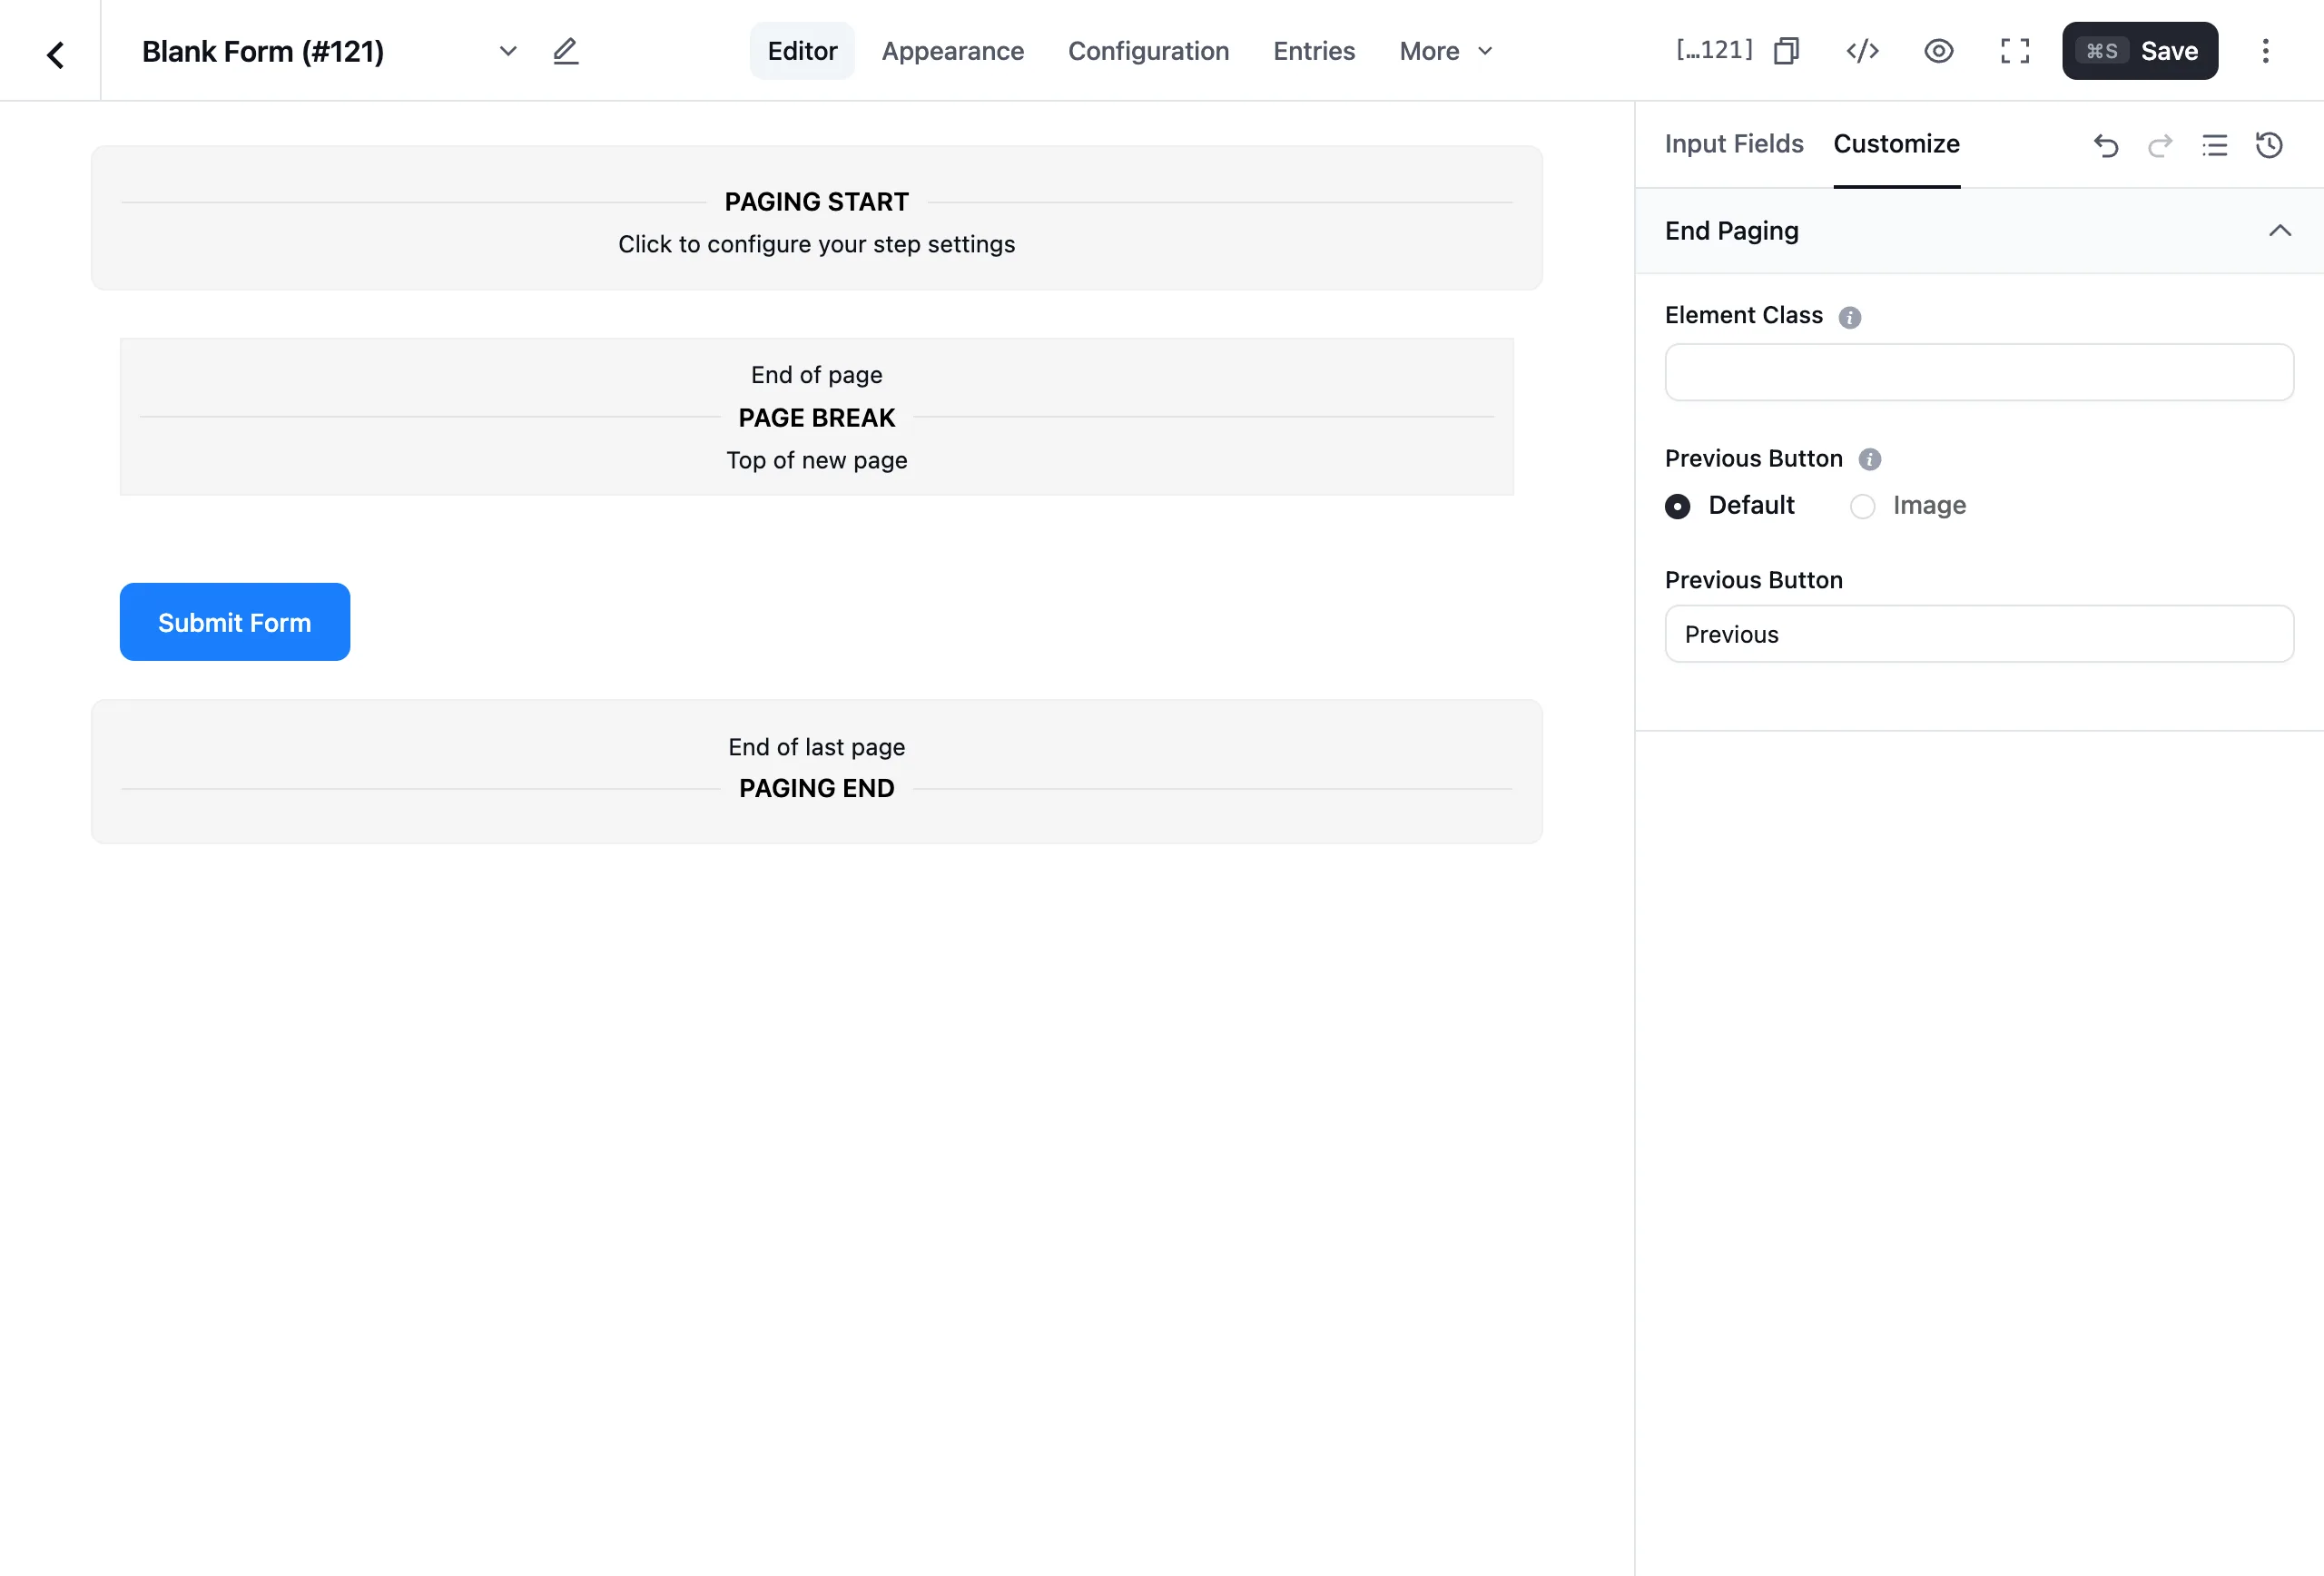 Blank Form (#121)
Editor
Appearance
Configuration
Entries
More
[…121]
⌘S Save
Input Fields
Customize
PAGING START
Click to configure your step settings
End Paging
Element Class
End of page
PAGE BREAK
Top of new page
Previous Button
Default
Image
Previous Button
Previous
Submit Form
End of last page
PAGING END